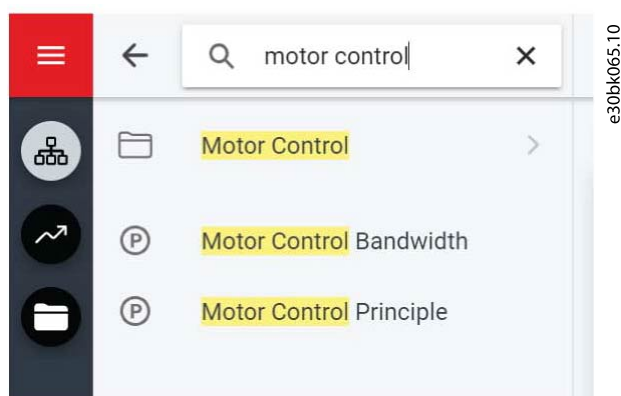 motor control
Motor Control
P Motor Control Bandwidth
P Motor Control Principle
e30bk065.10